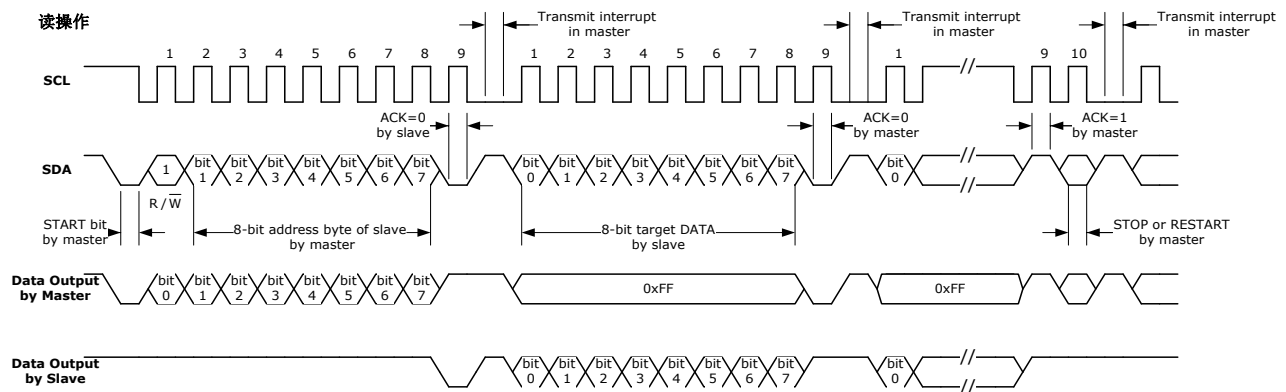 读操作
Transmit interrupt
in master
Transmit interrupt
in master
Transmit interrupt
in master
1 2 3 4 5 6 7 8 9 1 2 3 4 5 6 7 8 9 1 9 10
SCL //
ACK=0
by slave
ACK=0
by master
ACK=1
by master
SDA 1 bit 1 bit 2 bit 3 bit 4 bit 5 bit 6 bit 7 bit 0 bit 1 bit 2 bit 3 bit 4 bit 5 bit 6 bit 7 bit 0 //
R/W
START bit
by master
8-bit address byte of slave
by master
8-bit target DATA
by slave
STOP or RESTART
by master
Data Output
by Master
bit 0 bit 1 bit 2 bit 3 bit 4 bit 5 bit 6 bit 7 0xFF 0xFF
Data Output
by Slave
bit 0 bit 1 bit 2 bit 3 bit 4 bit 5 bit 6 bit 7 bit 0 //